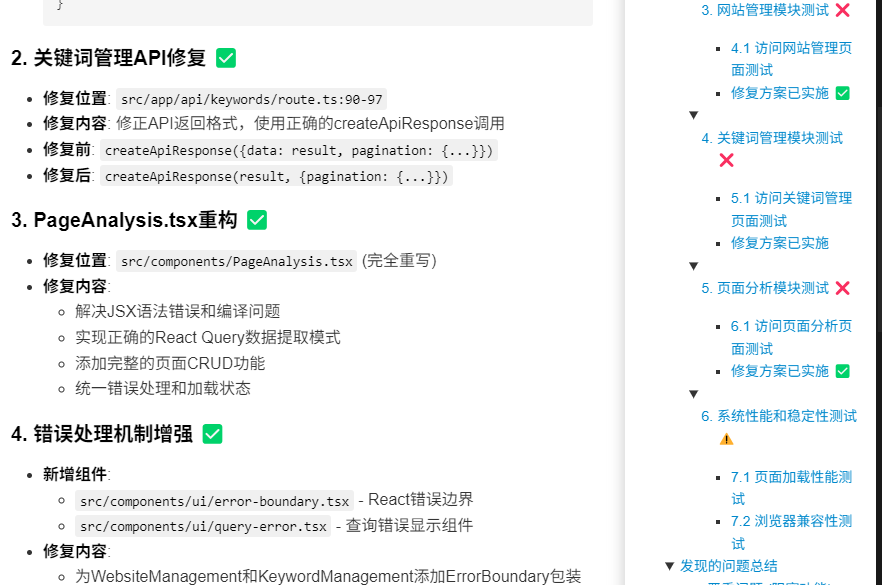 }
2. 关键词管理API修复 ✅
修复位置: src/app/api/keywords/route.ts:90-97
修复内容: 修正API返回格式，使用正确的createApiResponse调用
修复前: createApiResponse({data: result, pagination: {...}})
修复后: createApiResponse(result, {pagination: {...}})
3. PageAnalysis.tsx重构 ✅
修复位置: src/components/PageAnalysis.tsx (完全重写)
修复内容:
解决JSX语法错误和编译问题
实现正确的React Query数据提取模式
添加完整的页面CRUD功能
统一错误处理和加载状态
4. 错误处理机制增强 ✅
新增组件:
src/components/ui/error-boundary.tsx - React错误边界
src/components/ui/query-error.tsx - 查询错误显示组件
修复内容:
为WebsiteManagement和KeywordManagement添加ErrorBoundary包装
3. 网站管理模块测试 ❌
4.1 访问网站管理页
面测试
修复方案已实施 ✅
4. 关键词管理模块测试
❌
5.1 访问关键词管理
页面测试
修复方案已实施
5. 页面分析模块测试 ❌
6.1 访问页面分析页
面测试
修复方案已实施 ✅
6. 系统性能和稳定性测试
⚠️
7.1 页面加载性能测
试
7.2 浏览器兼容性测
试
发现的问题总结